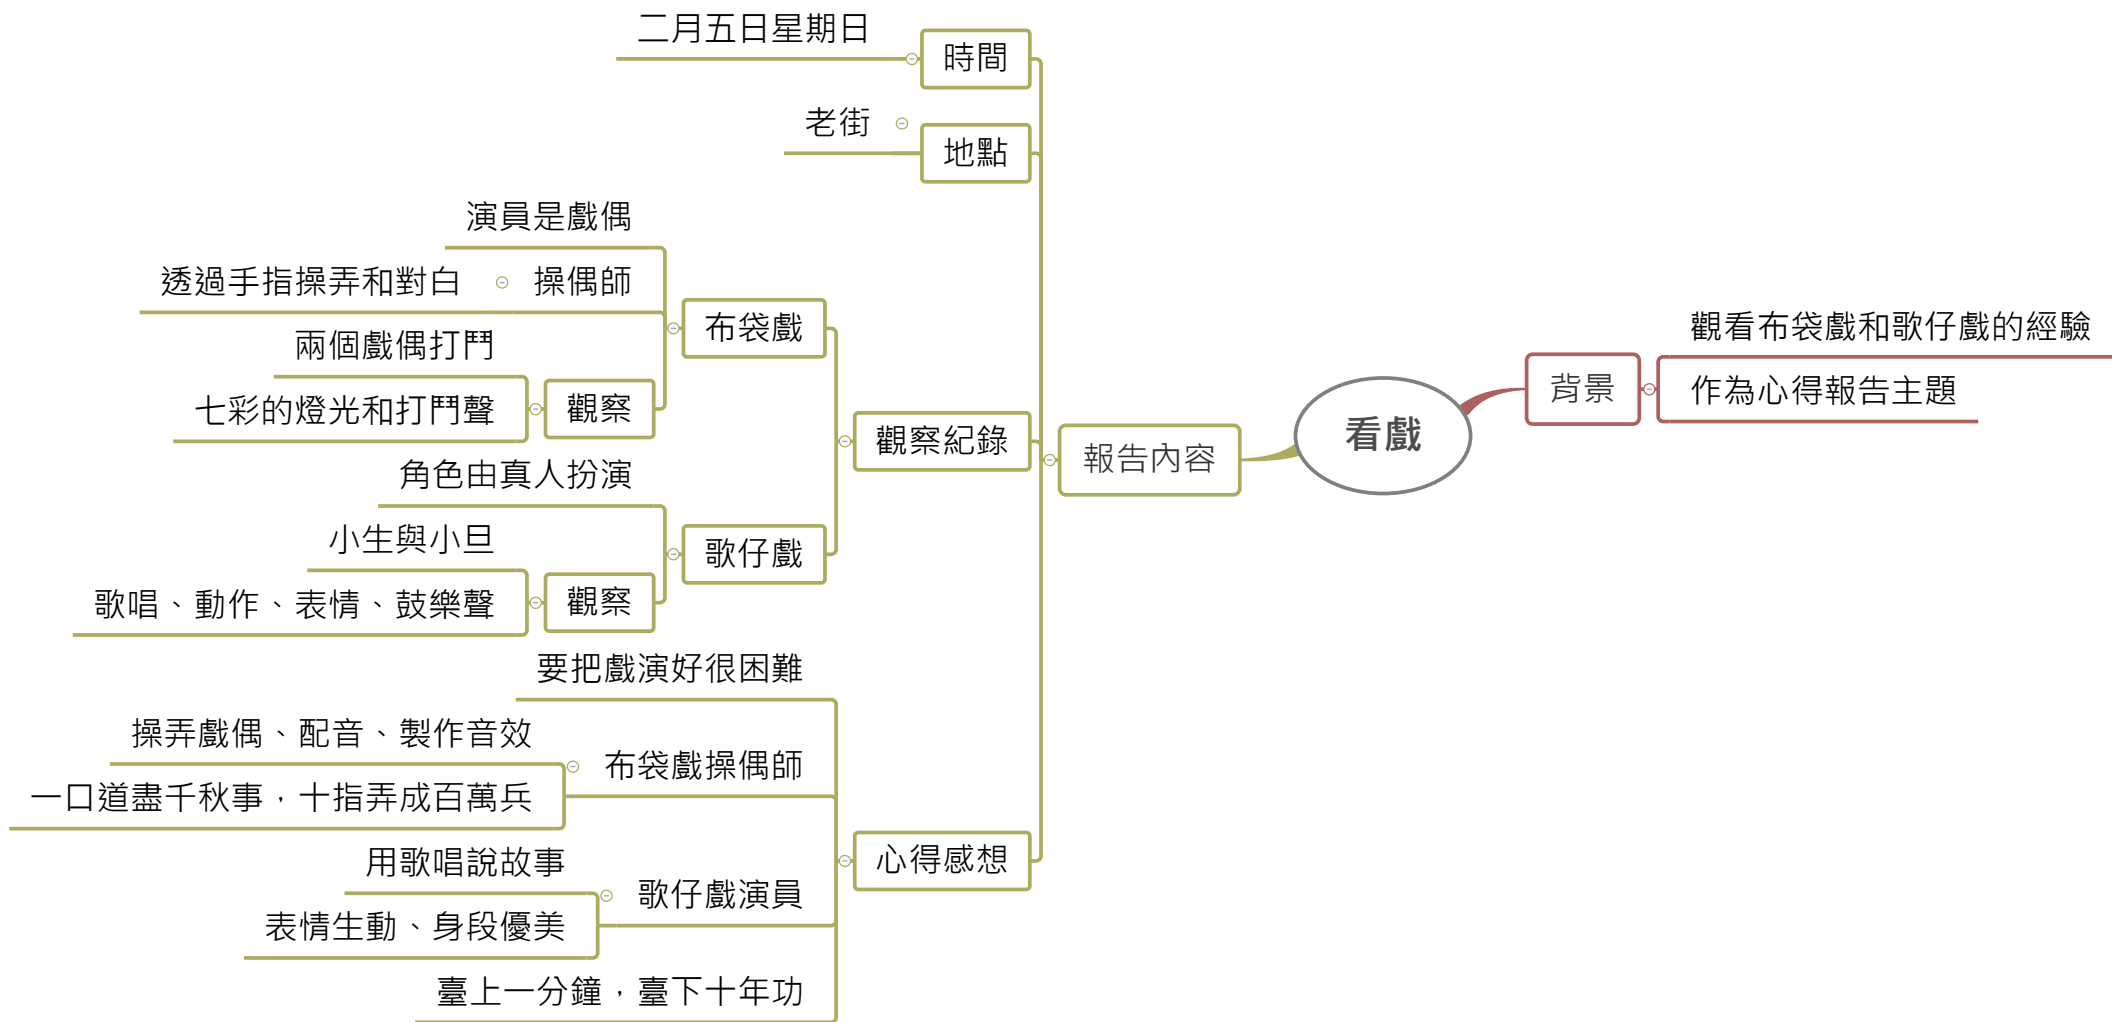 看戲
背景
觀看布袋戲和歌仔戲的經驗
作為心得報告主題
報告內容
時間
二月五日星期日
地點
老街
觀察紀錄
布袋戲
演員是戲偶
操偶師
透過手指操弄和對白
觀察
兩個戲偶打鬥
七彩的燈光和打鬥聲
歌仔戲
角色由真人扮演
觀察
小生與小旦
歌唱、動作、表情、鼓樂聲
心得感想
要把戲演好很困難
布袋戲操偶師
操弄戲偶、配音、製作音效
一口道盡千秋事，十指弄成百萬兵
歌仔戲演員
用歌唱說故事
表情生動、身段優美
臺上一分鐘，臺下十年功